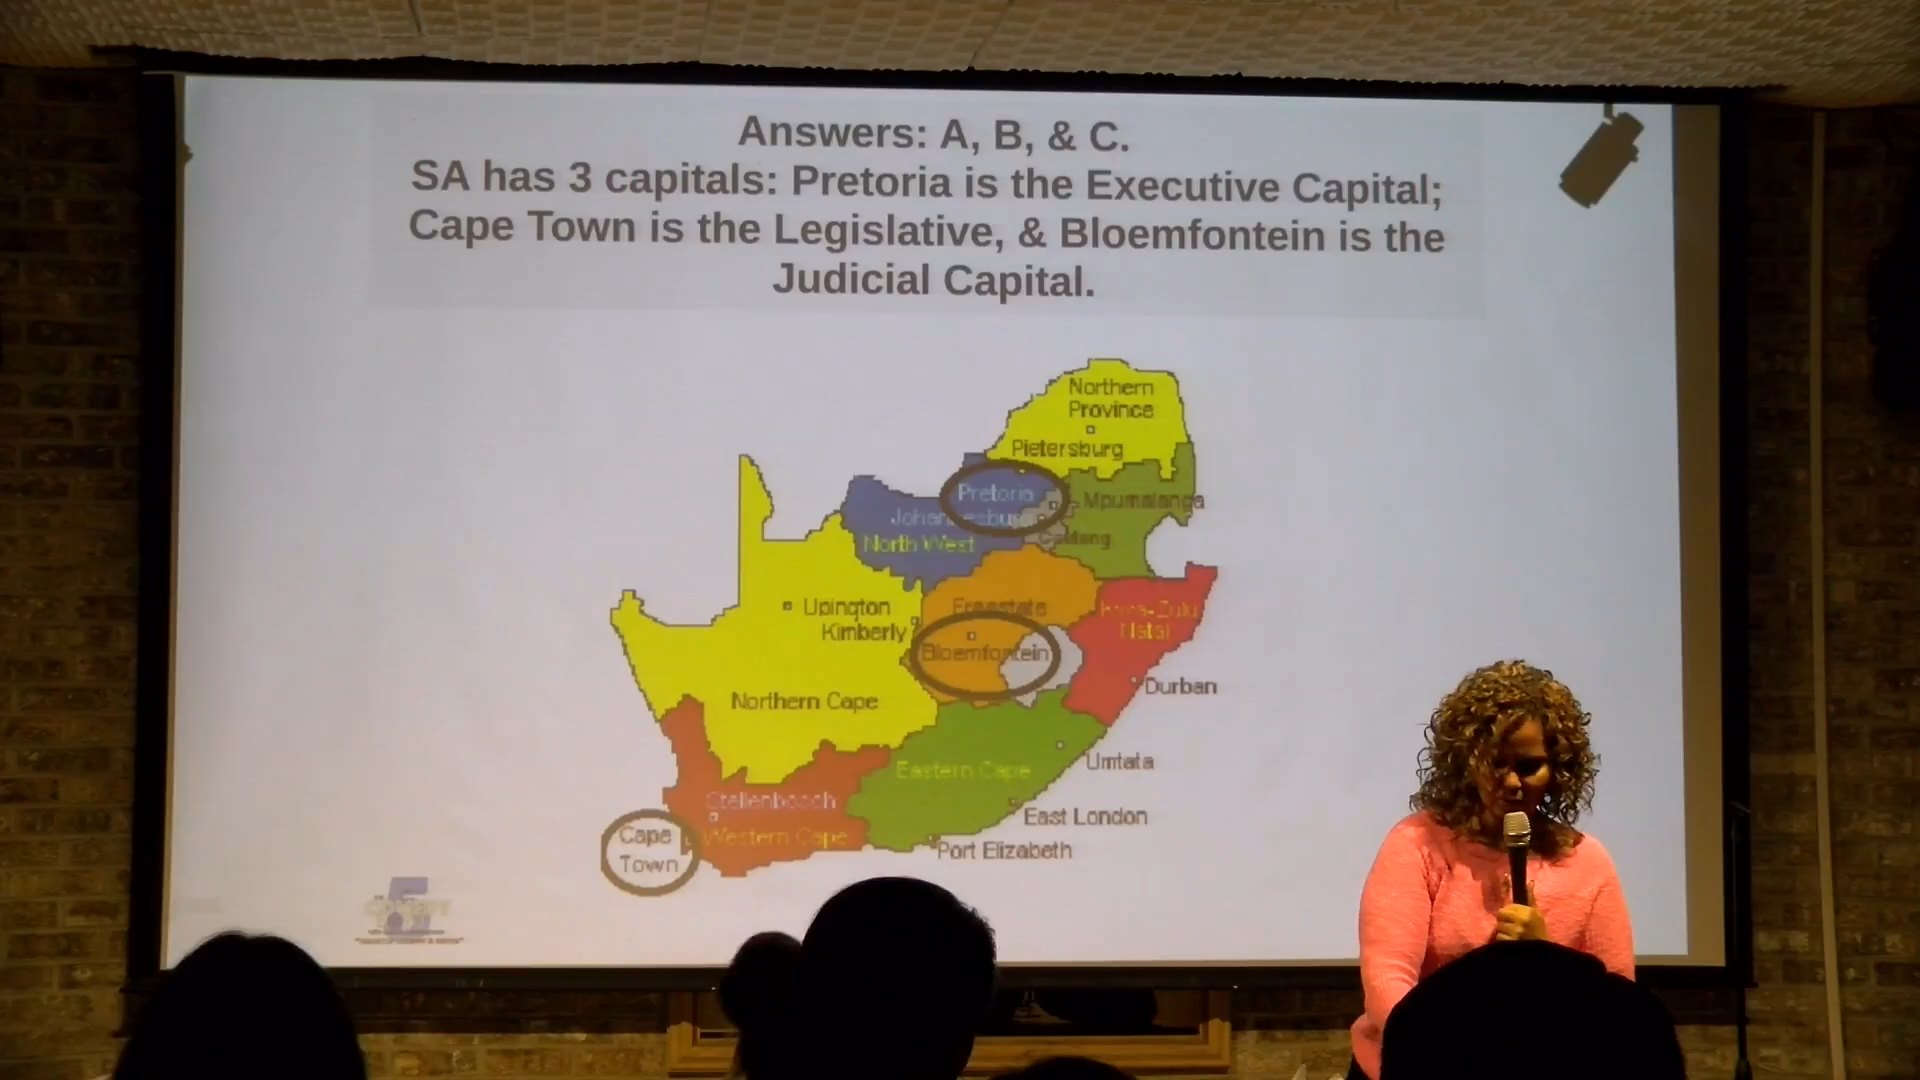 Answers: A, B, & C.
SA has 3 capitals: Pretoria is the Executive Capital;
Cape Town is the Legislative, & Bloemfontein is the
Judicial Capital.
Northern
Province
Pietersburg
Pretoria
Mpumalanga
North West
Upington
Freestate
Kimberly
Natal
Bloemfontein
Durban
Northern Cape
Umtata
Eastern Cape
Stellenbosch
East London
Cape
Town
Western Cape
Port Elizabeth
5